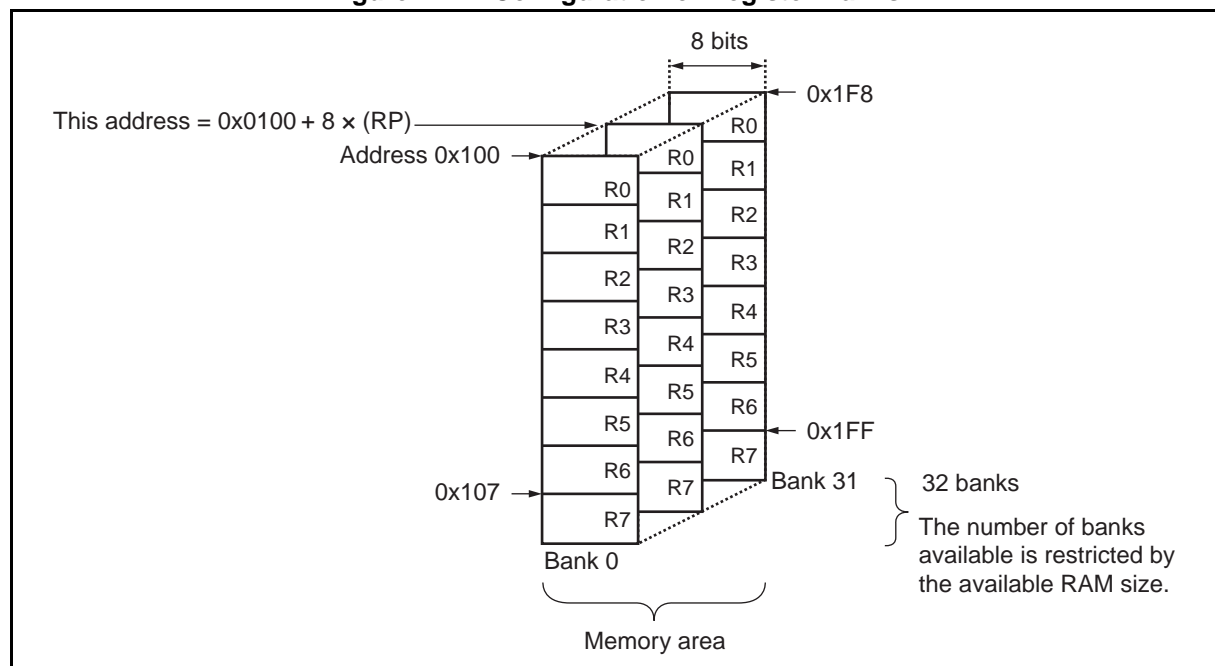 8 bits
0x1F8
This address = 0x0100 + 8 × (RP)
Address 0x100
R0
R1
R2
R3
R4
R5
R6
R7
R0
R1
R2
R3
R4
R5
R6
R7
R0
R1
R2
R3
R4
R5
R6
R7
0x107
0x1FF
Bank 0
Bank 31
32 banks
The number of banks
available is restricted by
the available RAM size.
Memory area